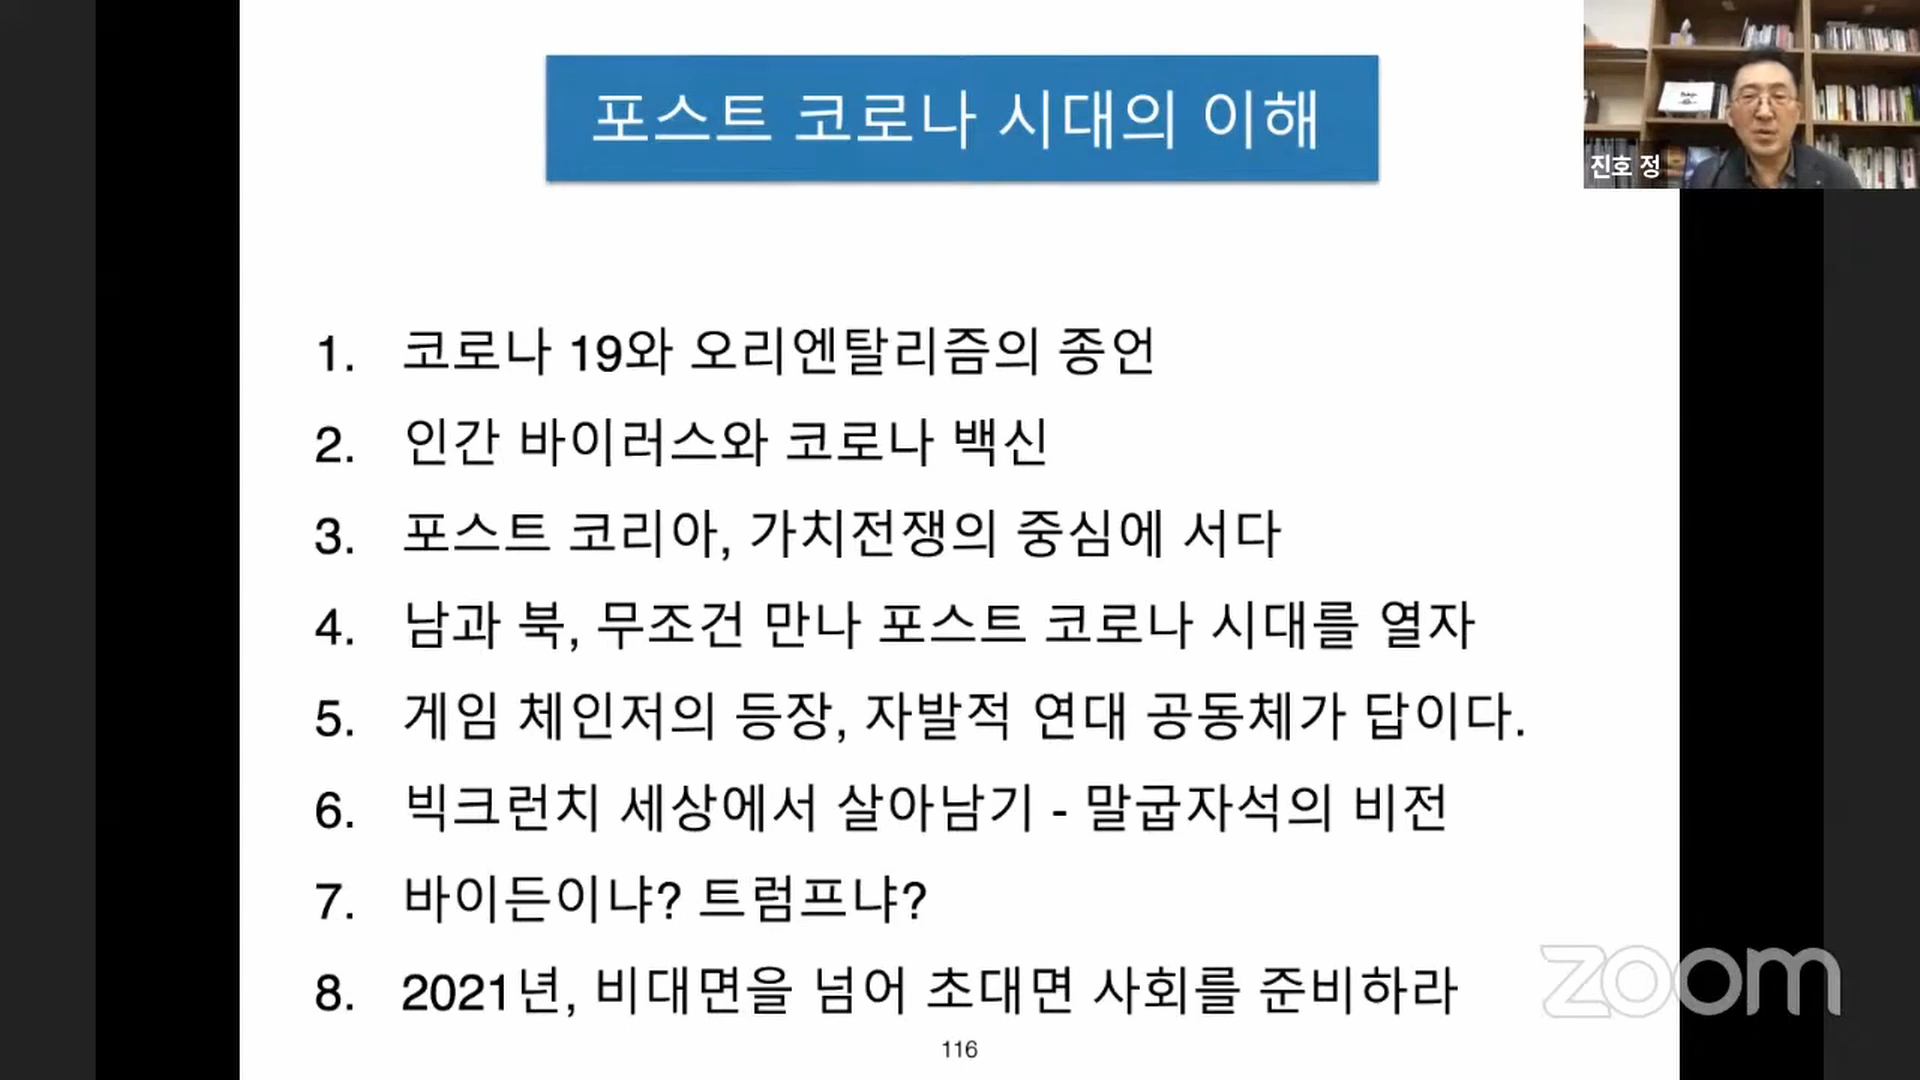 포스트 코로나 시대의 이해
진호 정
1. 코로나 19와 오리엔탈리즘의 종언
2. 인간 바이러스와 코로나 백신
3. 포스트 코리아, 가치전쟁의 중심에 서다
4. 남과 북, 무조건 만나 포스트 코로나 시대를 열자
5. 게임 체인저의 등장, 자발적 연대 공동체가 답이다.
6. 빅크런치 세상에서 살아남기 - 말굽자석의 비전
7. 바이든이냐? 트럼프냐?
8. 2021년, 비대면을 넘어 초대면 사회를 준비하라
zoom
116